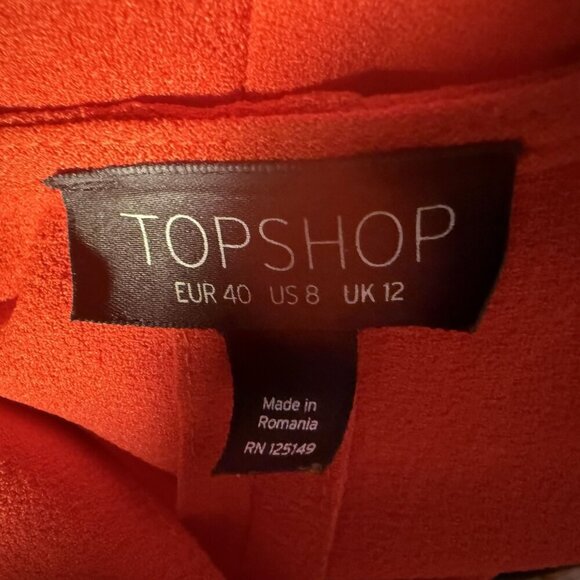 TOPSHOP
EUR 40 US 8 UK 12
Made in
Romania
RN 125149